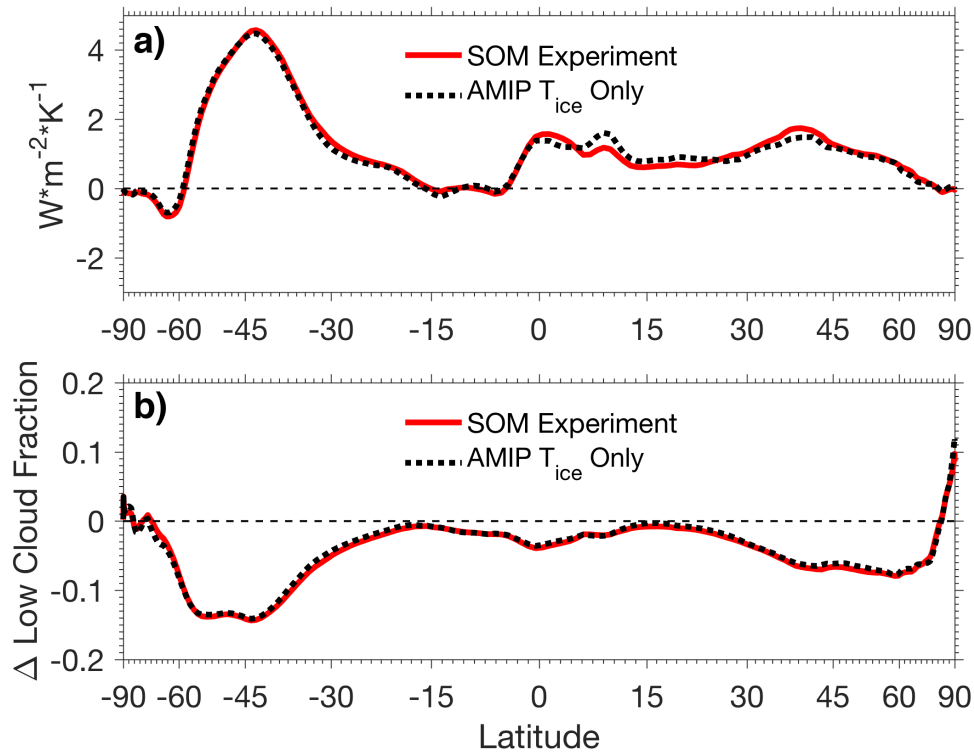 a)
SOM Experiment
AMIP T_ice Only
W*m^-2*K^-1
4
2
0
-2
-90 -60 -45 -30 -15 0 15 30 45 60 90
b)
SOM Experiment
AMIP T_ice Only
Δ Low Cloud Fraction
0.2
0.1
0
-0.1
-0.2
-90 -60 -45 -30 -15 0 15 30 45 60 90
Latitude